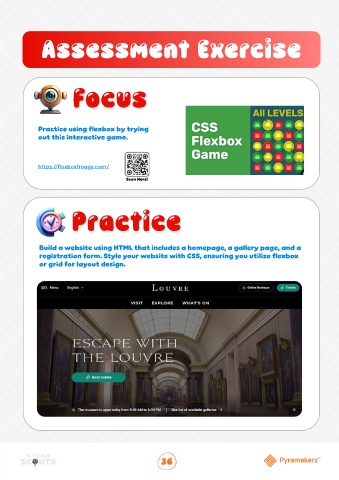 Assessment Exercise
Focus
Practice using flexbox by trying
out this interactive game.
https://flexboxfroggy.com/
Scan Here!
CSS
Flexbox
Game
All LEVELS
Practice
Build a website using HTML that includes a homepage, a gallery page, and a
registration form. Style your website with CSS, ensuring you utilize flexbox
or grid for layout design.
Menu English LOUVRE Online Boutique Tickets
VISIT EXPLORE WHAT'S ON
ESCAPE WITH
THE LOUVRE
Book tickets
The museum is open today from 9:00 AM to 6:00 PM | See list of available galleries →
STEAM
SCOUTS
36
Pyramakerz